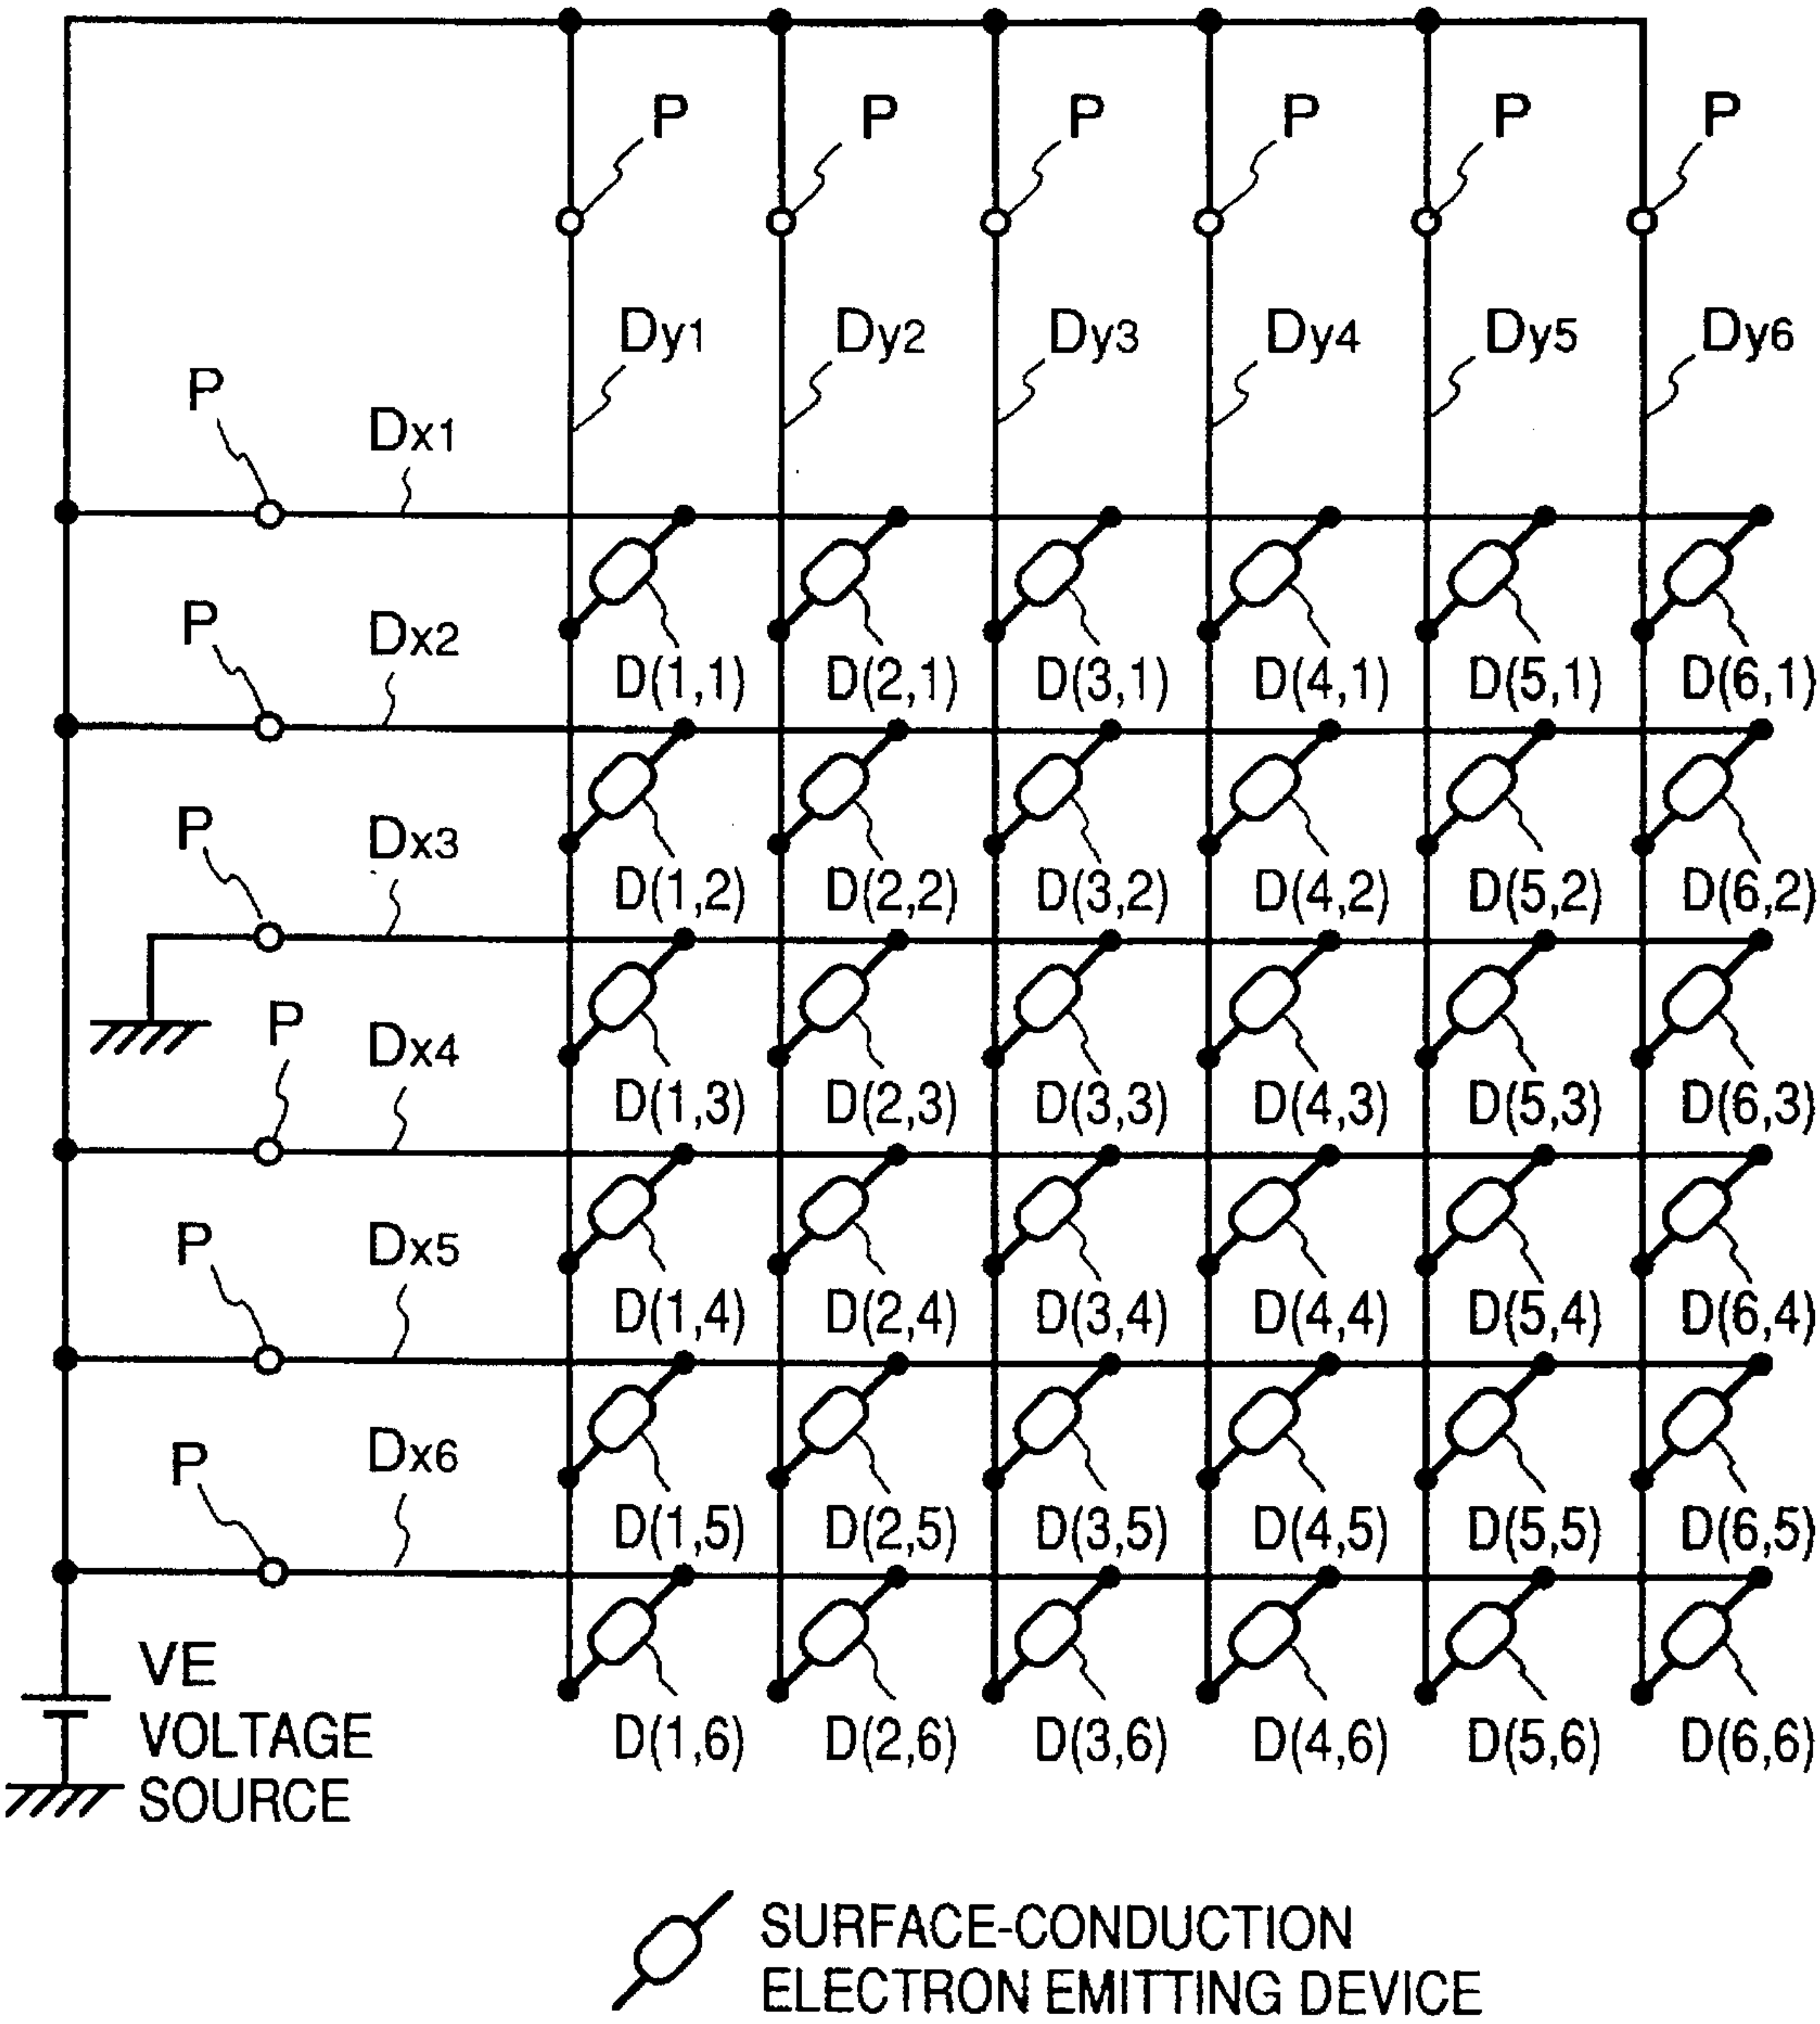 P P P P P P
Dy1 Dy2 Dy3 Dy4 Dy5 Dy6
P Dx1
D(1,1) D(2,1) D(3,1) D(4,1) D(5,1) D(6,1)
P Dx2
D(1,2) D(2,2) D(3,2) D(4,2) D(5,2) D(6,2)
P Dx3
D(1,3) D(2,3) D(3,3) D(4,3) D(5,3) D(6,3)
P Dx4
D(1,4) D(2,4) D(3,4) D(4,4) D(5,4) D(6,4)
P Dx5
D(1,5) D(2,5) D(3,5) D(4,5) D(5,5) D(6,5)
P Dx6
D(1,6) D(2,6) D(3,6) D(4,6) D(5,6) D(6,6)
VE
VOLTAGE
SOURCE
SURFACE-CONDUCTION
ELECTRON EMITTING DEVICE